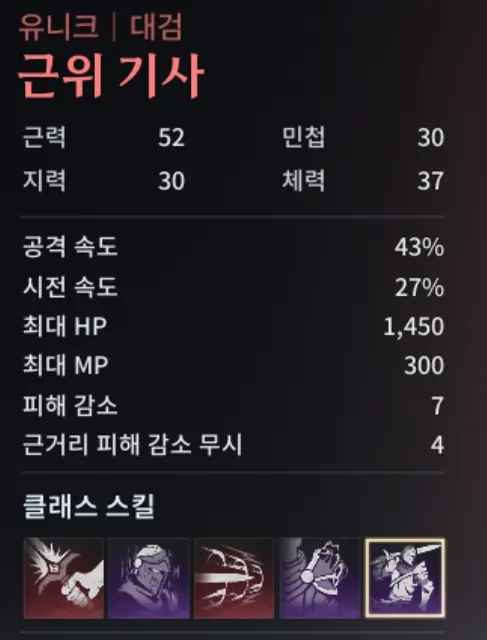 유니크 | 대검
근위 기사
근력 52 민첩 30
지력 30 체력 37
공격 속도 43%
시전 속도 27%
최대 HP 1,450
최대 MP 300
피해 감소 7
근거리 피해 감소 무시 4
클래스 스킬